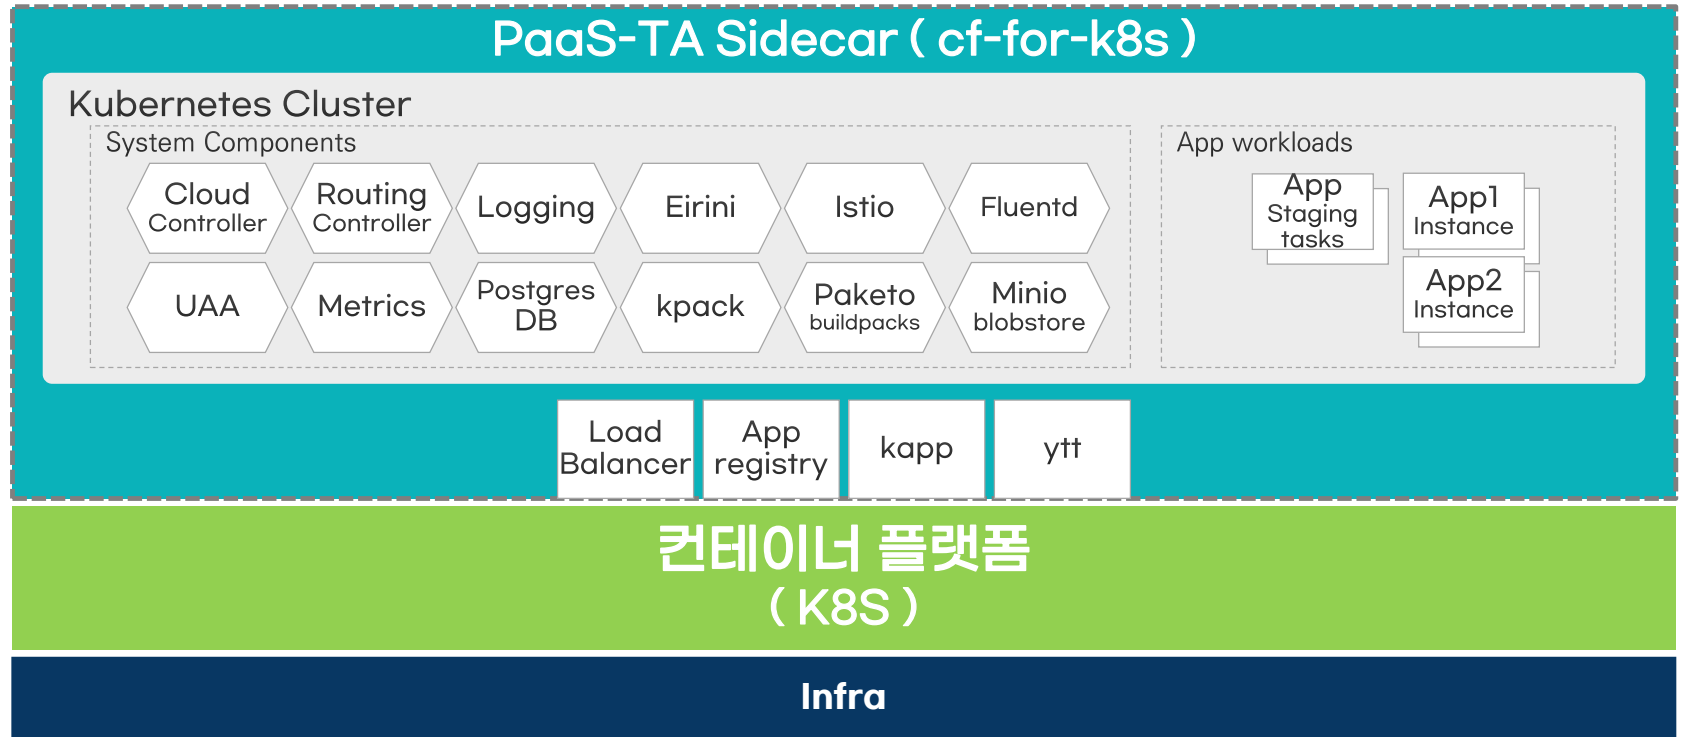 PaaS-TA Sidecar ( cf-for-k8s )
Kubernetes Cluster
System Components
Cloud
Controller
Routing
Controller
Logging
Eirini
Istio
Fluentd
UAA
Metrics
Postgres
DB
kpack
Paketo
buildpacks
Minio
blobstore
App workloads
App
Staging
tasks
App1
Instance
App2
Instance
Load
Balancer
App
registry
kapp
ytt
컨테이너 플랫폼
( K8S )
Infra